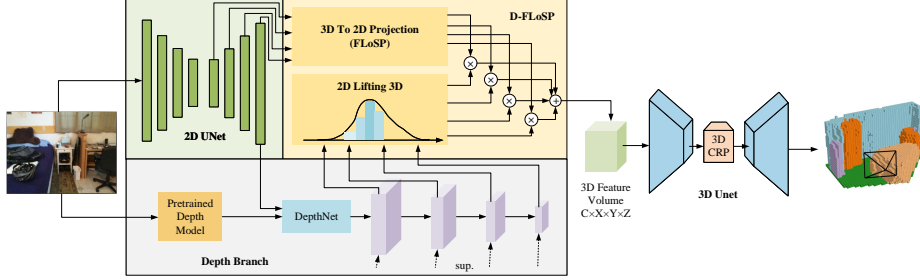 D-FLoSP
3D To 2D Projection
(FLoSP)
2D Lifting 3D
2D UNet
3D
CRP
3D Feature
Volume
C×X×Y×Z
3D Unet
Pretrained
Depth
Model
DepthNet
Depth Branch
sup.